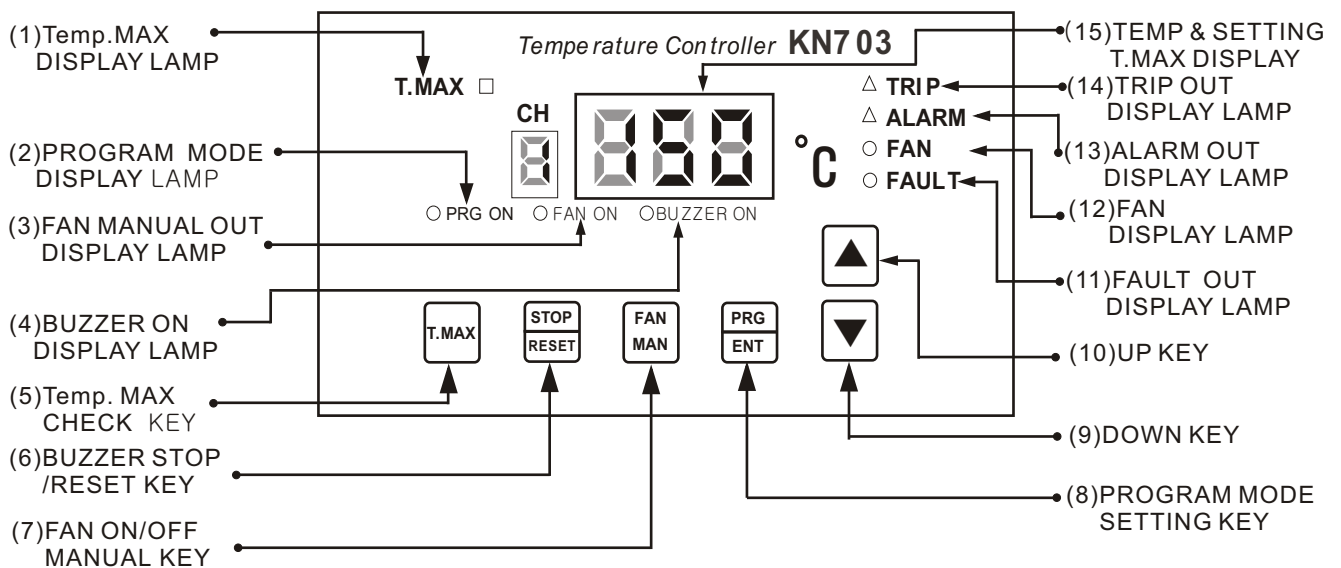 (1)Temp.MAX
DISPLAY LAMP
(2)PROGRAM MODE
DISPLAY LAMP
(3)FAN MANUAL OUT
DISPLAY LAMP
(4)BUZZER ON
DISPLAY LAMP
(5)Temp. MAX
CHECK KEY
(6)BUZZER STOP
/RESET KEY
(7)FAN ON/OFF
MANUAL KEY
Temperature Controller KN703
T.MAX
CH
1
150
°C
TRIP
ALARM
FAN
FAULT
PRG ON FAN ON BUZZER ON
T.MAX
STOP
RESET
FAN
MAN
PRG
ENT
(15)TEMP & SETTING
T.MAX DISPLAY
(14)TRIP OUT
DISPLAY LAMP
(13)ALARM OUT
DISPLAY LAMP
(12)FAN
DISPLAY LAMP
(11)FAULT OUT
DISPLAY LAMP
(10)UP KEY
(9)DOWN KEY
(8)PROGRAM MODE
SETTING KEY